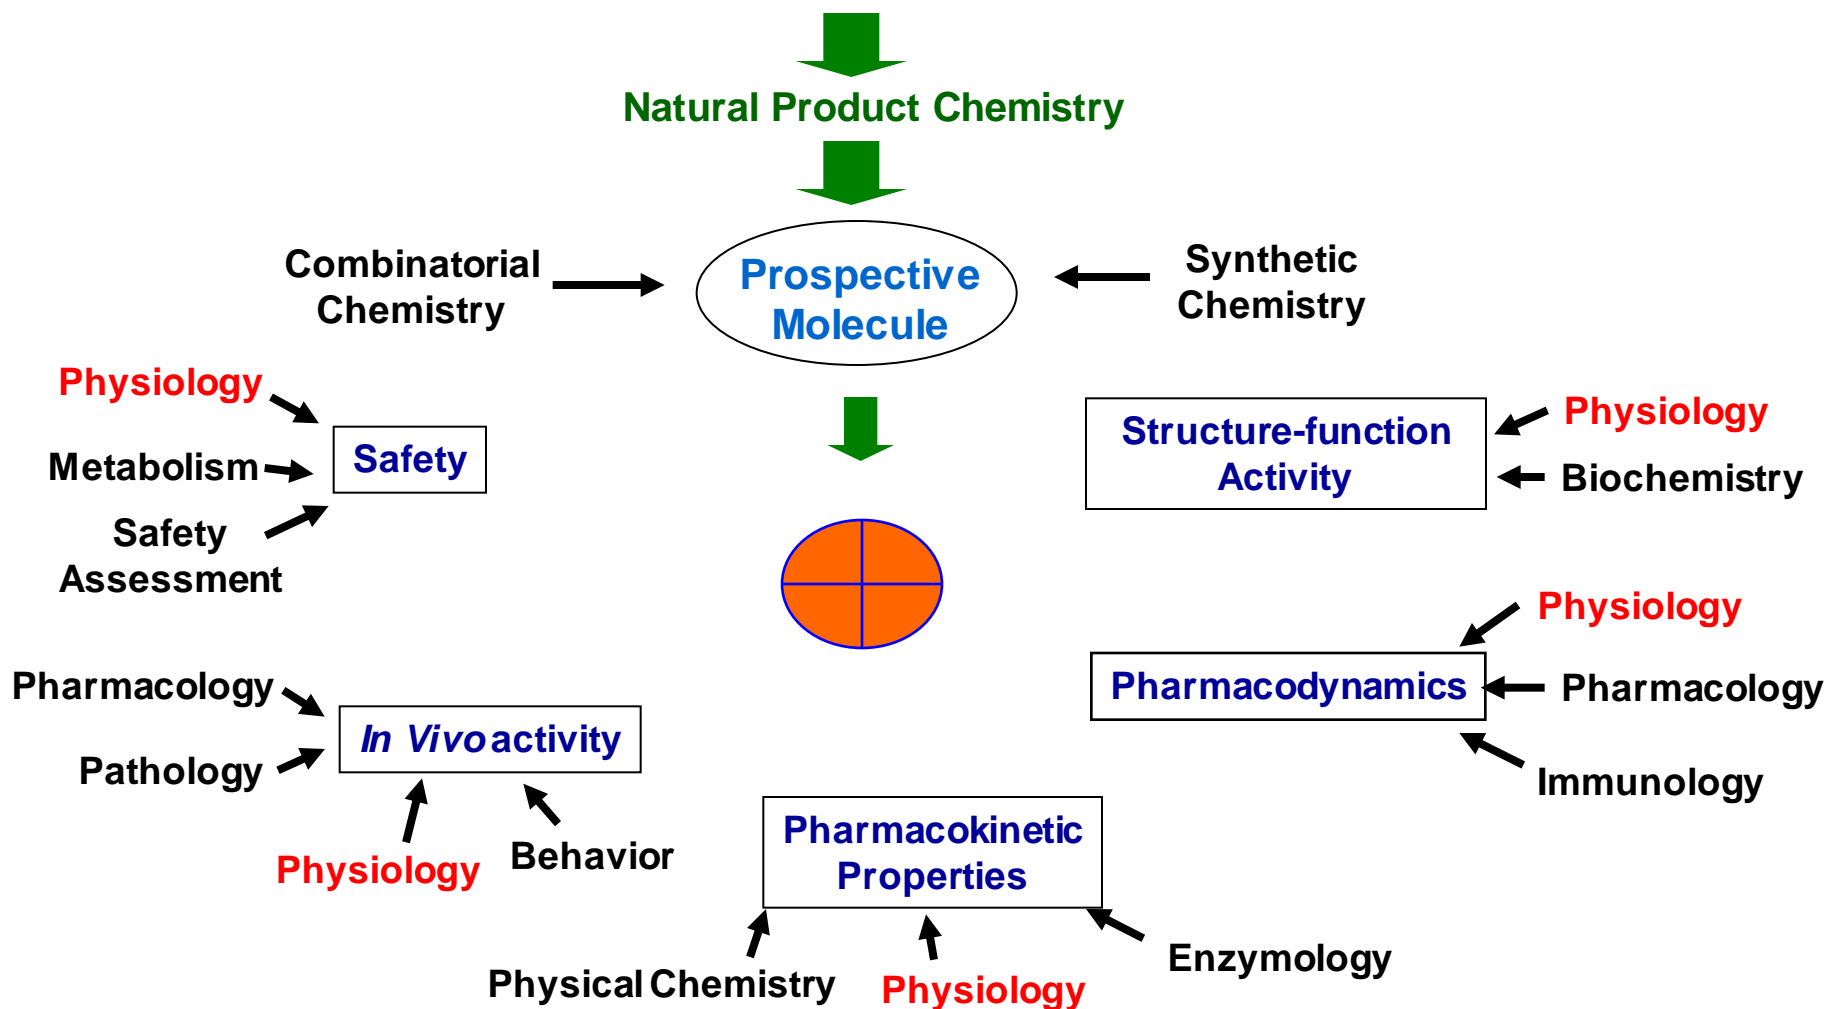 Natural Product Chemistry
Combinatorial
Chemistry
Prospective
Molecule
Synthetic
Chemistry
Physiology
Metabolism
Safety
Assessment
Safety
Structure-function
Activity
Physiology
Biochemistry
Physiology
Pharmacodynamics
Pharmacology
Immunology
Pharmacology
Pathology
In Vivo activity
Physiology
Behavior
Pharmacokinetic
Properties
Physical Chemistry
Physiology
Enzymology